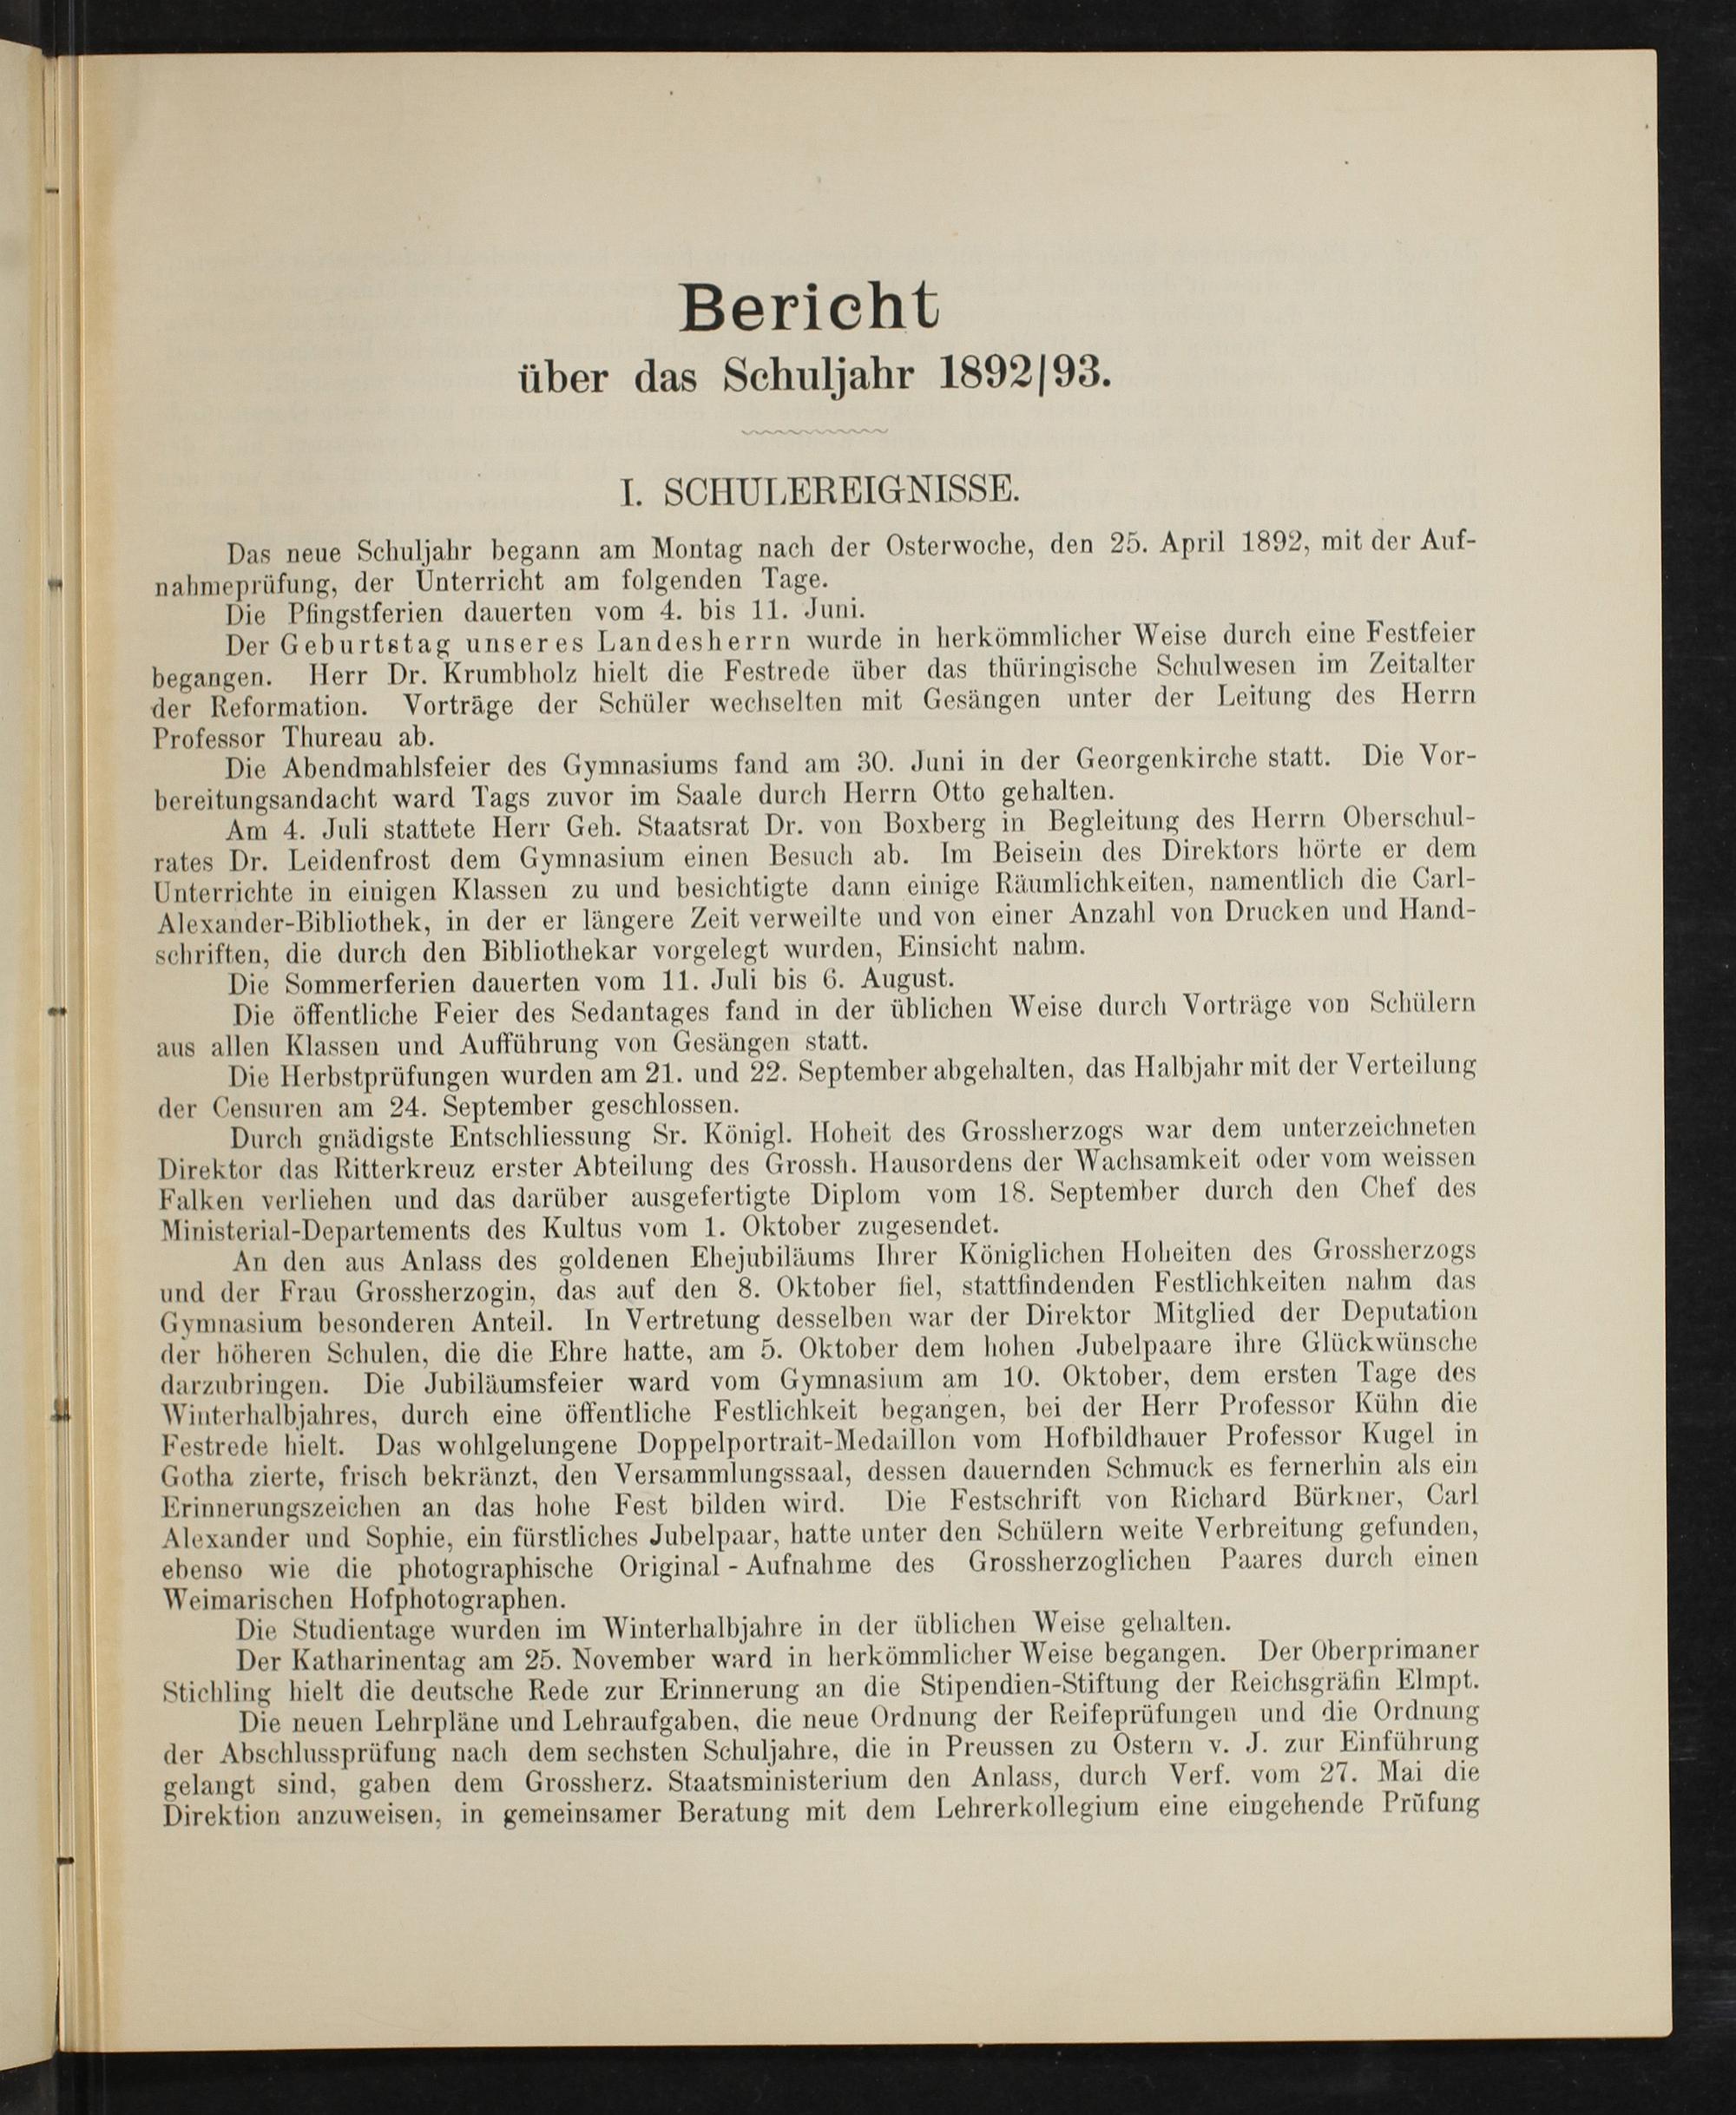 Bericht
über das Schuljahr 1892/93.
I. SCHULEREIGNISSE.
Das neue Schuljahr begann am Montag nach der Osterwoche, den 25. April 1892, mit der Auf-
nahmeprüfung, der Unterricht am folgenden Tage.
Die Pfingstferien dauerten vom 4. bis 11. Juni.
Der Geburtstag unseres Landesherrn wurde in herkömmlicher Weise durch eine Festfeier
begangen. Herr Dr. Krumbholz hielt die Festrede über das thüringische Schulwesen im Zeitalter
der Reformation. Vorträge der Schüler wechselten mit Gesängen unter der Leitung des Herrn
Professor Thureau ab.
Die Abendmahlsfeier des Gymnasiums fand am 30. Juni in der Georgenkirche statt. Die Vor-
bereitungsandacht ward Tags zuvor im Saale durch Herrn Otto gehalten.
Am 4. Juli stattete Herr Geh. Staatsrat Dr. von Boxberg in Begleitung des Herrn Oberschul-
rates Dr. Leidenfrost dem Gymnasium einen Besuch ab. Im Beisein des Direktors hörte er dem
Unterrichte in einigen Klassen zu und besichtigte dann einige Räumlichkeiten, namentlich die Carl-
Alexander-Bibliothek, in der er längere Zeit verweilte und von einer Anzahl von Drucken und Hand-
schriften, die durch den Bibliothekar vorgelegt wurden, Einsicht nahm.
Die Sommerferien dauerten vom 11. Juli bis 6. August.
Die öffentliche Feier des Sedantages fand in der üblichen Weise durch Vorträge von Schülern
aus allen Klassen und Aufführung von Gesängen statt.
Die Herbstprüfungen wurden am 21. und 22. September abgehalten, das Halbjahr mit der Verteilung
der Censuren am 24. September geschlossen.
Durch gnädigste Entschliessung Sr. Königl. Hoheit des Grossherzogs war dem unterzeichneten
Direktor das Ritterkreuz erster Abteilung des Grossh. Hausordens der Wachsamkeit oder vom weissen
Falken verliehen und das darüber ausgefertigte Diplom vom 18. September durch den Chef des
Ministerial-Departements des Kultus vom 1. Oktober zugesendet.
An den aus Anlass des goldenen Ehejubiläums Ihrer Königlichen Hoheiten des Grossherzogs
und der Frau Grossherzogin, das auf den 8. Oktober fiel, stattfindenden Festlichkeiten nahm das
Gymnasium besonderen Anteil. In Vertretung desselben war der Direktor Mitglied der Deputation
der höheren Schulen, die die Ehre hatte, am 5. Oktober dem hohen Jubelpaare ihre Glückwünsche
darzubringen. Die Jubiläumsfeier ward vom Gymnasium am 10. Oktober, dem ersten Tage des
Winterhalbjahres, durch eine öffentliche Festlichkeit begangen, bei der Herr Professor Kühn die
Festrede hielt. Das wohlgelungene Doppelportrait-Medaillon vom Hofbildhauer Professor Kugel in
Gotha zierte, frisch bekränzt, den Versammlungssaal, dessen dauernden Schmuck es fernerhin als ein
Erinnerungszeichen an das hohe Fest bilden wird. Die Festschrift von Richard Bürkner, Carl
Alexander und Sophie, ein fürstliches Jubelpaar, hatte unter den Schülern weite Verbreitung gefunden,
ebenso wie die photographische Original-Aufnahme des Grossherzoglichen Paares durch einen
Weimarischen Hofphotographen.
Die Studientage wurden im Winterhalbjahre in der üblichen Weise gehalten.
Der Katharinentag am 25. November ward in herkömmlicher Weise begangen. Der Oberprimaner
Stichling hielt die deutsche Rede zur Erinnerung an die Stipendien-Stiftung der Reichsgräfin Elmpt.
Die neuen Lehrpläne und Lehraufgaben, die neue Ordnung der Reifeprüfungen und die Ordnung
der Abschlussprüfung nach dem sechsten Schuljahre, die in Preussen zu Ostern v. J. zur Einführung
gelangt sind, gaben dem Grossherz. Staatsministerium den Anlass, durch Verf. vom 27. Mai die
Direktion anzuweisen, in gemeinsamer Beratung mit dem Lehrerkollegium eine eingehende Prüfung